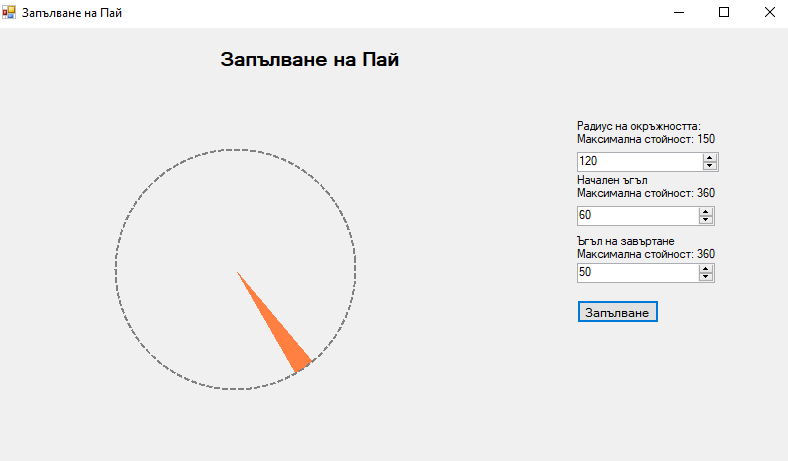 Запълване на Пай
Запълване на Пай
Радиус на окръжността:
Максимална стойност: 150
120
Начален ъгъл
Максимална стойност: 360
60
Ъгъл на завъртане
Максимална стойност: 360
50
Запълване